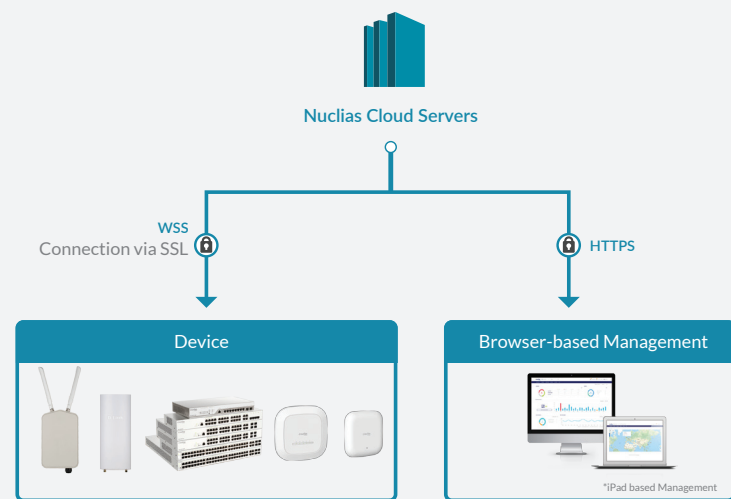 Nuclias Cloud Servers
WSS
Connection via SSL
HTTPS
Device
Browser-based Management
*iPad based Management